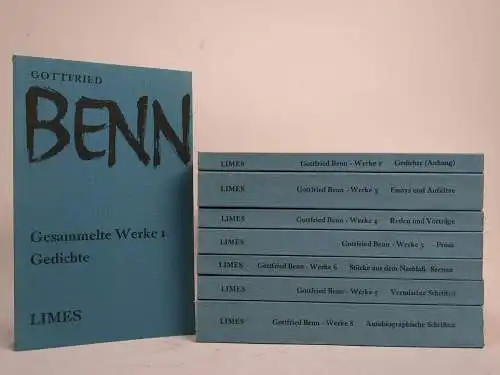 GOTTFRIED
BENN
Gesammelte Werke 1
Gedichte
LIMES
LIMES Gottfried Benn - Werke 2 Gedichte (Anhang)
LIMES Gottfried Benn - Werke 3 Essays und Aufsätze
LIMES Gottfried Benn - Werke 4 Reden und Vorträge
LIMES Gottfried Benn - Werke 5 Prosa
LIMES Gottfried Benn - Werke 6 Stücke aus dem Nachlaß Szenen
LIMES Gottfried Benn - Werke 7 Vermischte Schriften
LIMES Gottfried Benn - Werke 8 Autobiographische Schriften